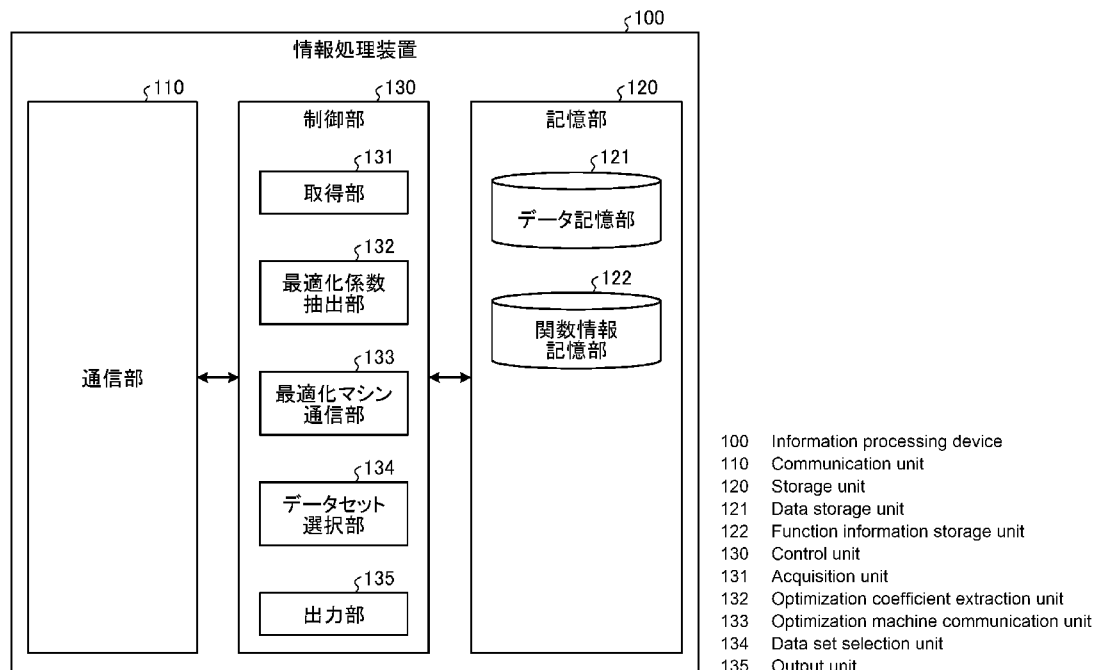 100
情報処理装置
110
通信部
130
制御部
131
取得部
132
最適化係数
抽出部
133
最適化マシン
通信部
134
データセット
選択部
135
出力部
120
記憶部
121
データ記憶部
122
関数情報
記憶部
100 Information processing device
110 Communication unit
120 Storage unit
121 Data storage unit
122 Function information storage unit
130 Control unit
131 Acquisition unit
132 Optimization coefficient extraction unit
133 Optimization machine communication unit
134 Data set selection unit
135 Output unit